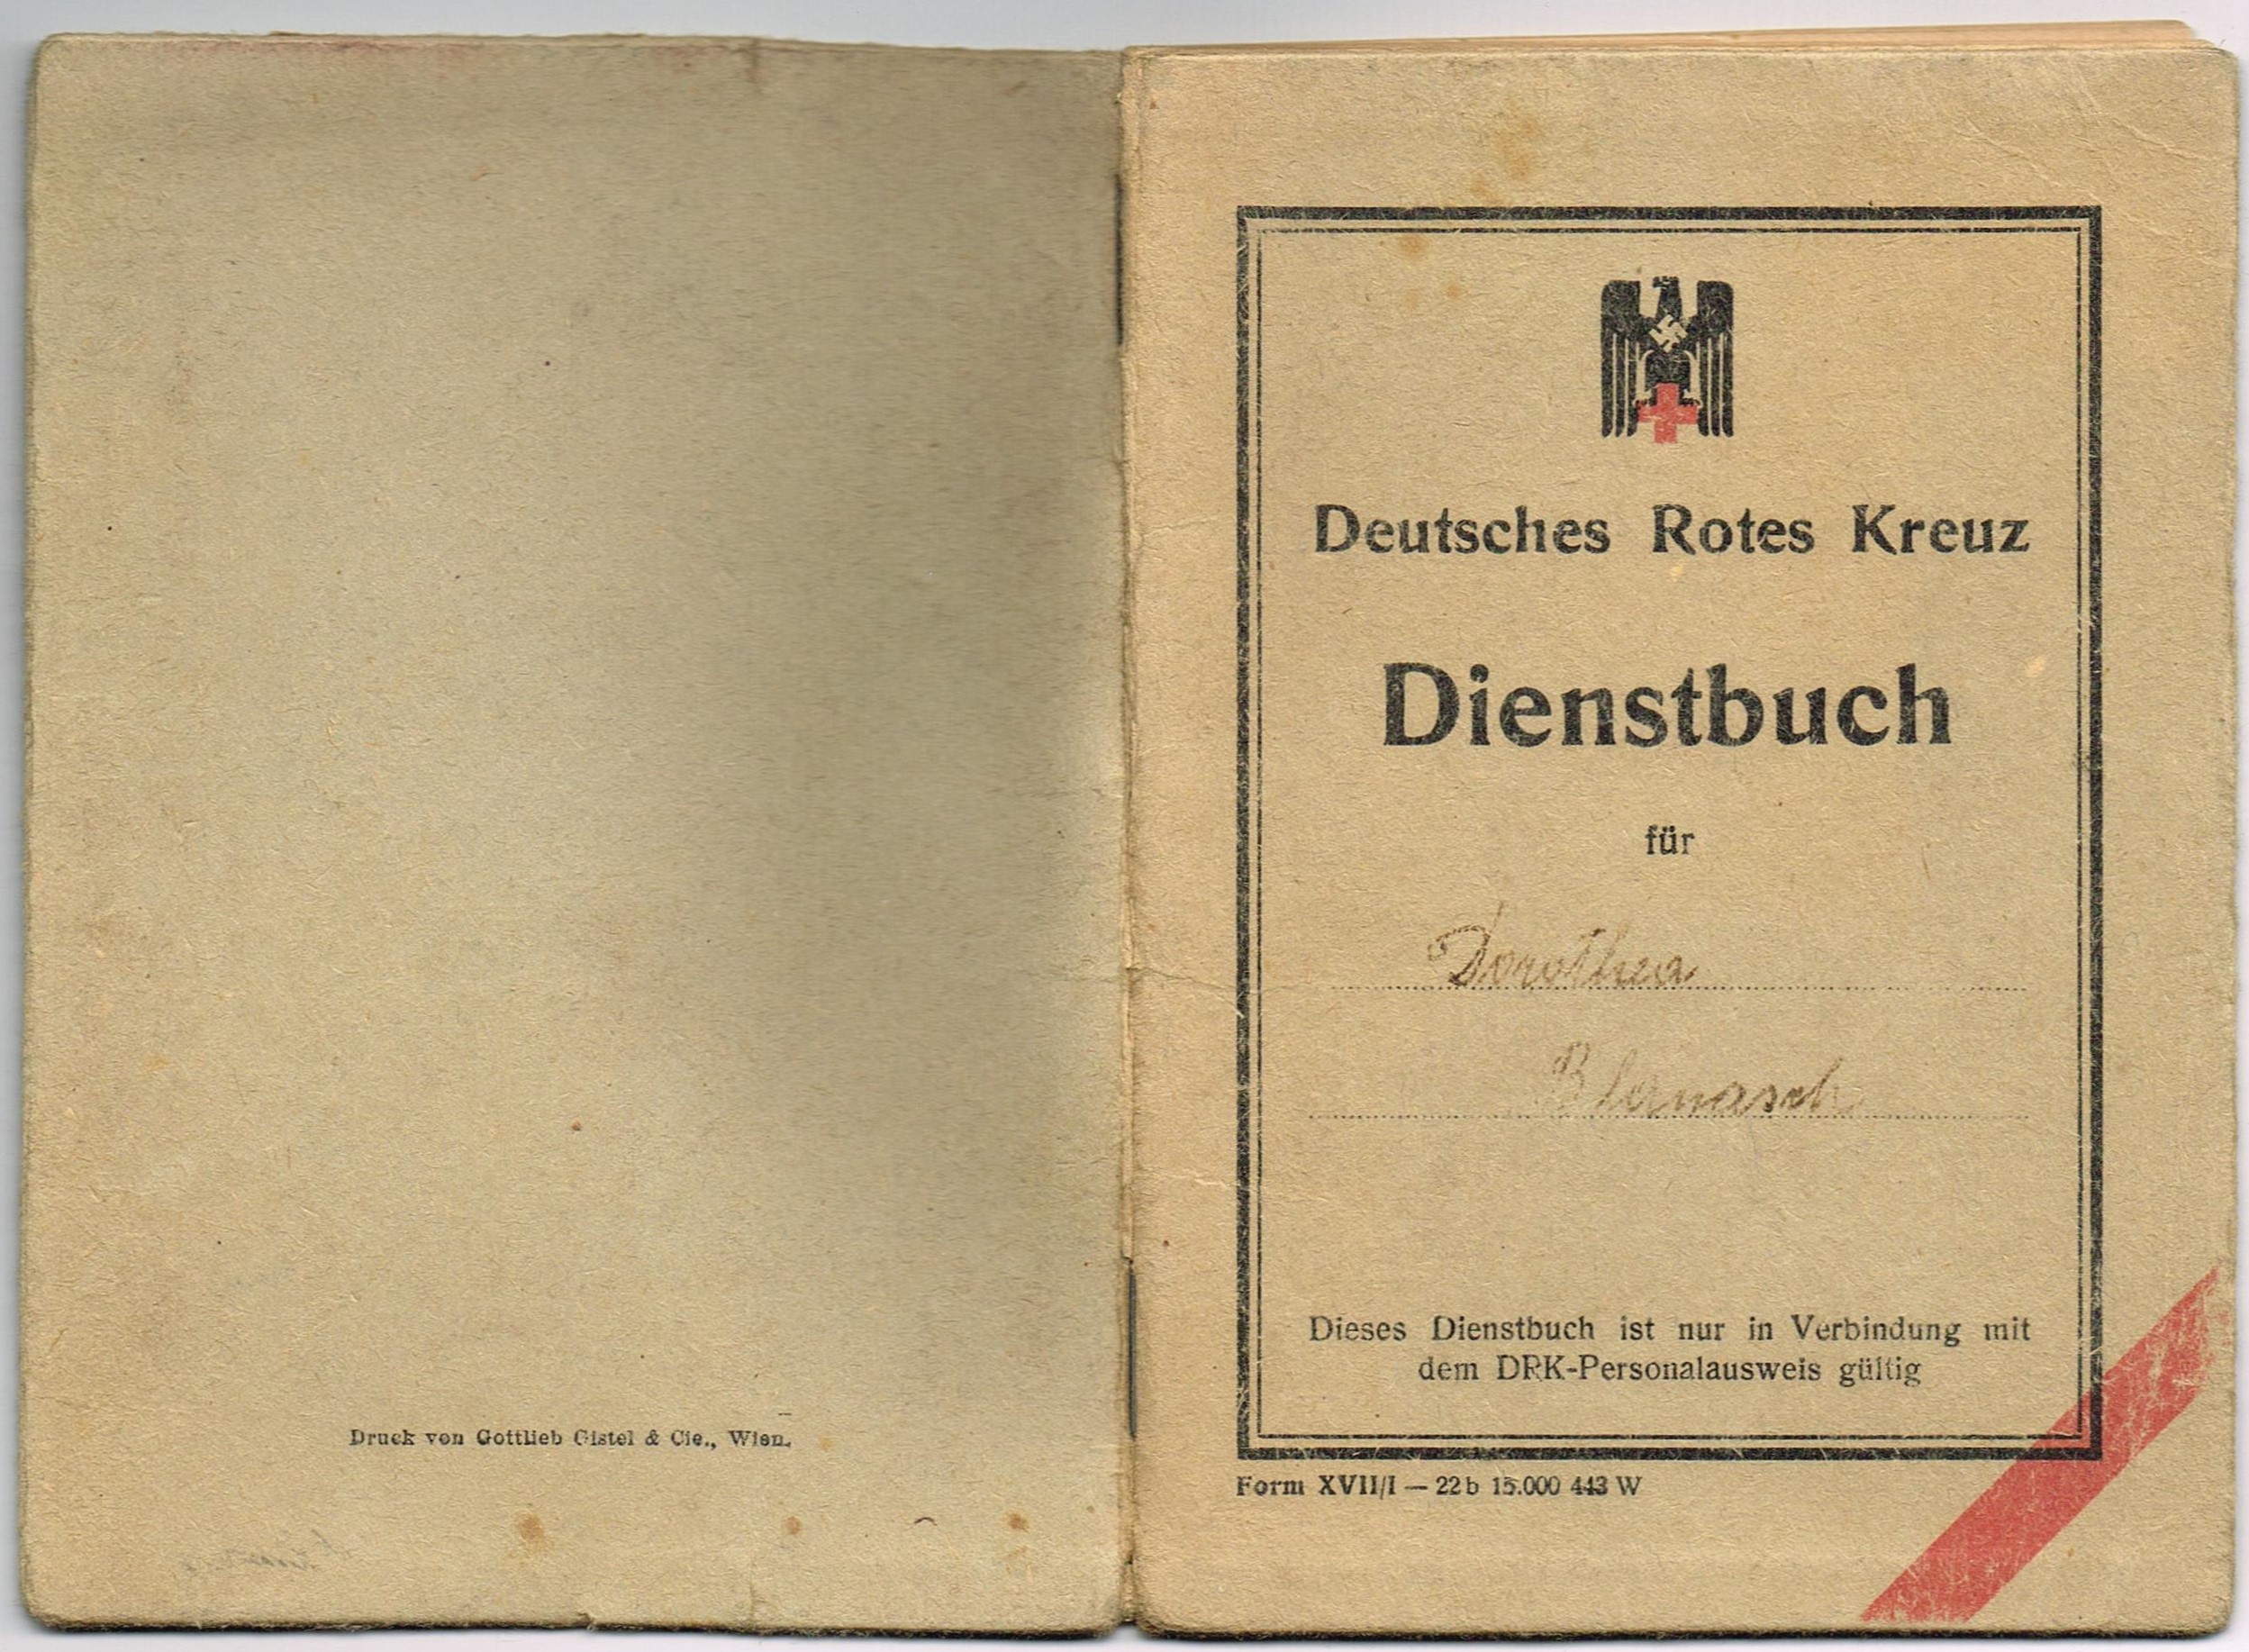 Druck von Gottlieb Gistel & Cie., Wien.
Deutsches Rotes Kreuz
Dienstbuch
für
Dorothea
Dieses Dienstbuch ist nur in Verbindung mit
dem DRK-Personalausweis gültig
Form XVII/I — 22 b 15.000 443 W